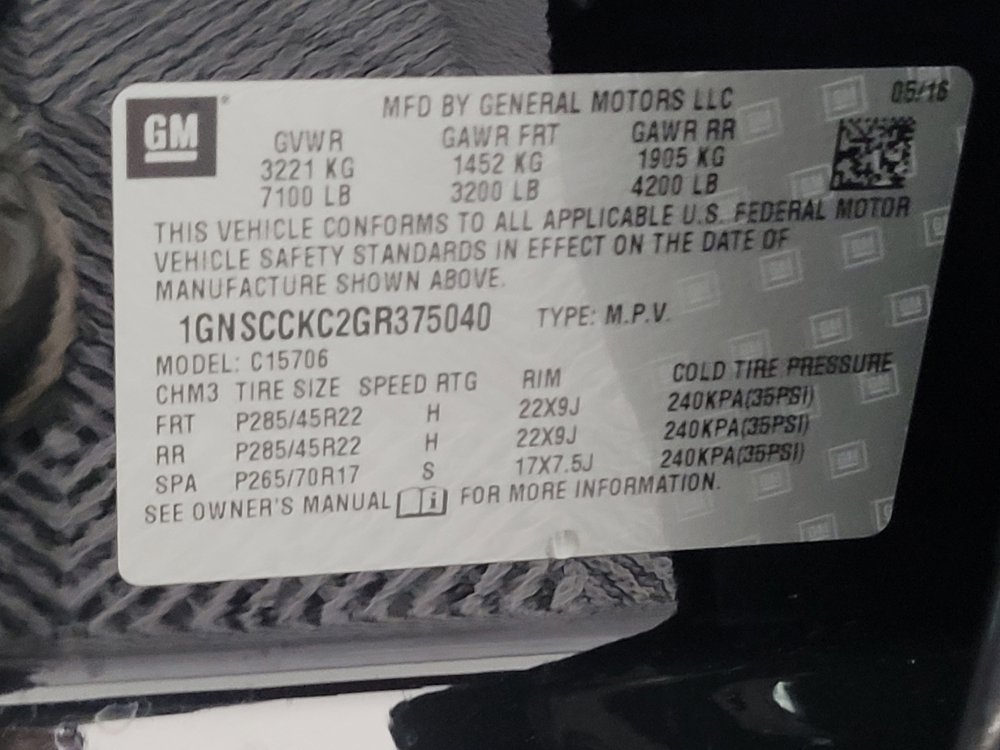 GM
MFD BY GENERAL MOTORS LLC 05/16
GVWR GAWR FRT GAWR RR
3221 KG 1452 KG 1905 KG
7100 LB 3200 LB 4200 LB
THIS VEHICLE CONFORMS TO ALL APPLICABLE U.S. FEDERAL MOTOR
VEHICLE SAFETY STANDARDS IN EFFECT ON THE DATE OF
MANUFACTURE SHOWN ABOVE.
1GNSCCKC2GR375040 TYPE: M.P.V.
MODEL: C15706
CHM3 TIRE SIZE SPEED RTG RIM COLD TIRE PRESSURE
FRT P285/45R22 H 22X9J 240KPA(35PSI)
RR P285/45R22 H 22X9J 240KPA(35PSI)
SPA P265/70R17 S 17X7.5J 240KPA(35PSI)
SEE OWNER'S MANUAL i FOR MORE INFORMATION.